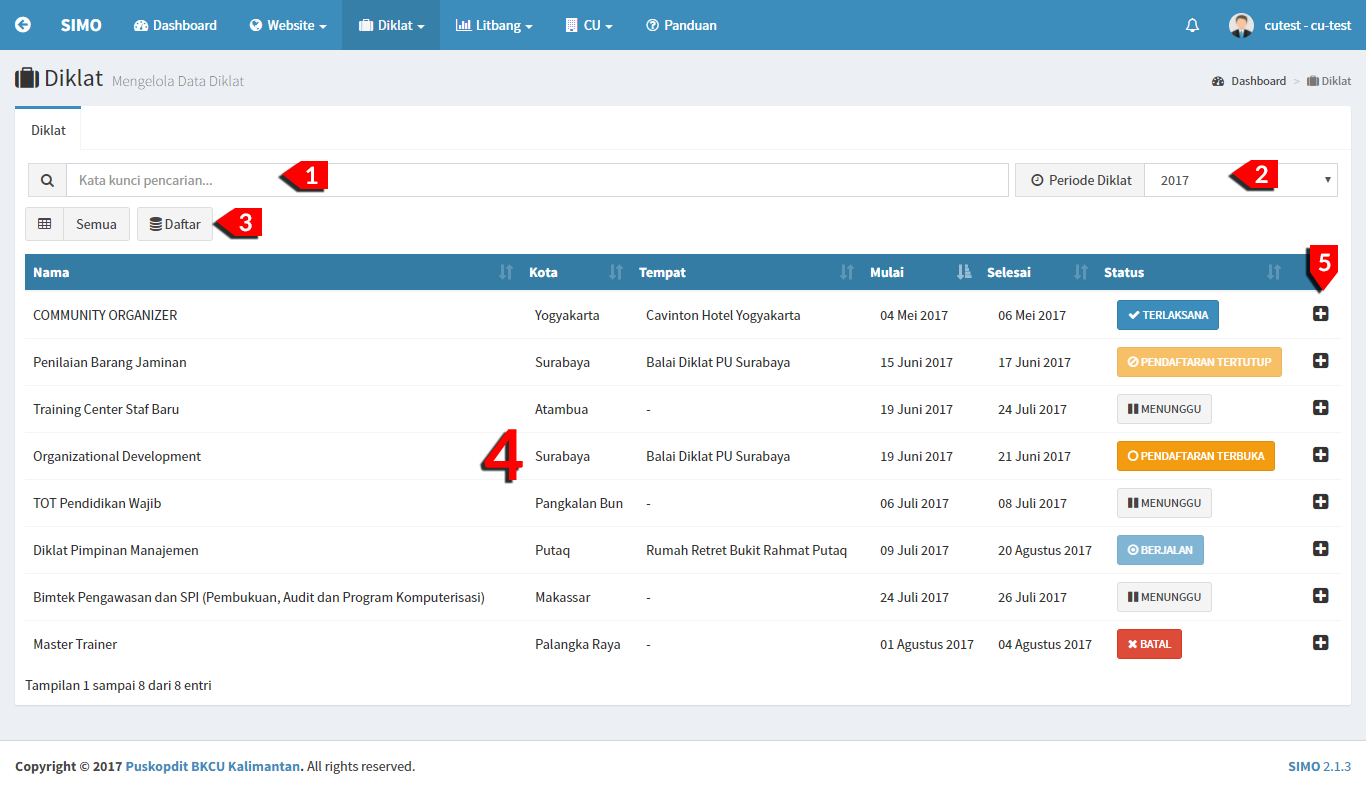 SIMO Dashboard Website Diklat Litbang CU Panduan cutest - cu-test
Diklat Mengelola Data Diklat Dashboard > Diklat
Diklat
Kata kunci pencarian... 1 Periode Diklat 2017 2
Semua Daftar 3
Nama Kota Tempat Mulai Selesai Status 5
COMMUNITY ORGANIZER Yogyakarta Cavinton Hotel Yogyakarta 04 Mei 2017 06 Mei 2017 TERLAKSANA
Penilaian Barang Jaminan Surabaya Balai Diklat PU Surabaya 15 Juni 2017 17 Juni 2017 PENDAFTARAN TERTUTUP
Training Center Staf Baru Atambua - 19 Juni 2017 24 Juli 2017 MENUNGGU
Organizational Development 4 Surabaya Balai Diklat PU Surabaya 19 Juni 2017 21 Juni 2017 PENDAFTARAN TERBUKA
TOT Pendidikan Wajib Pangkalan Bun - 06 Juli 2017 08 Juli 2017 MENUNGGU
Diklat Pimpinan Manajemen Putaq Rumah Retret Bukit Rahmat Putaq 09 Juli 2017 20 Agustus 2017 BERJALAN
Bimtek Pengawasan dan SPI (Pembukuan, Audit dan Program Komputerisasi) Makassar - 24 Juli 2017 26 Juli 2017 MENUNGGU
Master Trainer Palangka Raya - 01 Agustus 2017 04 Agustus 2017 BATAL
Tampilan 1 sampai 8 dari 8 entri
Copyright © 2017 Puskopdit BKCU Kalimantan. All rights reserved. SIMO 2.1.3